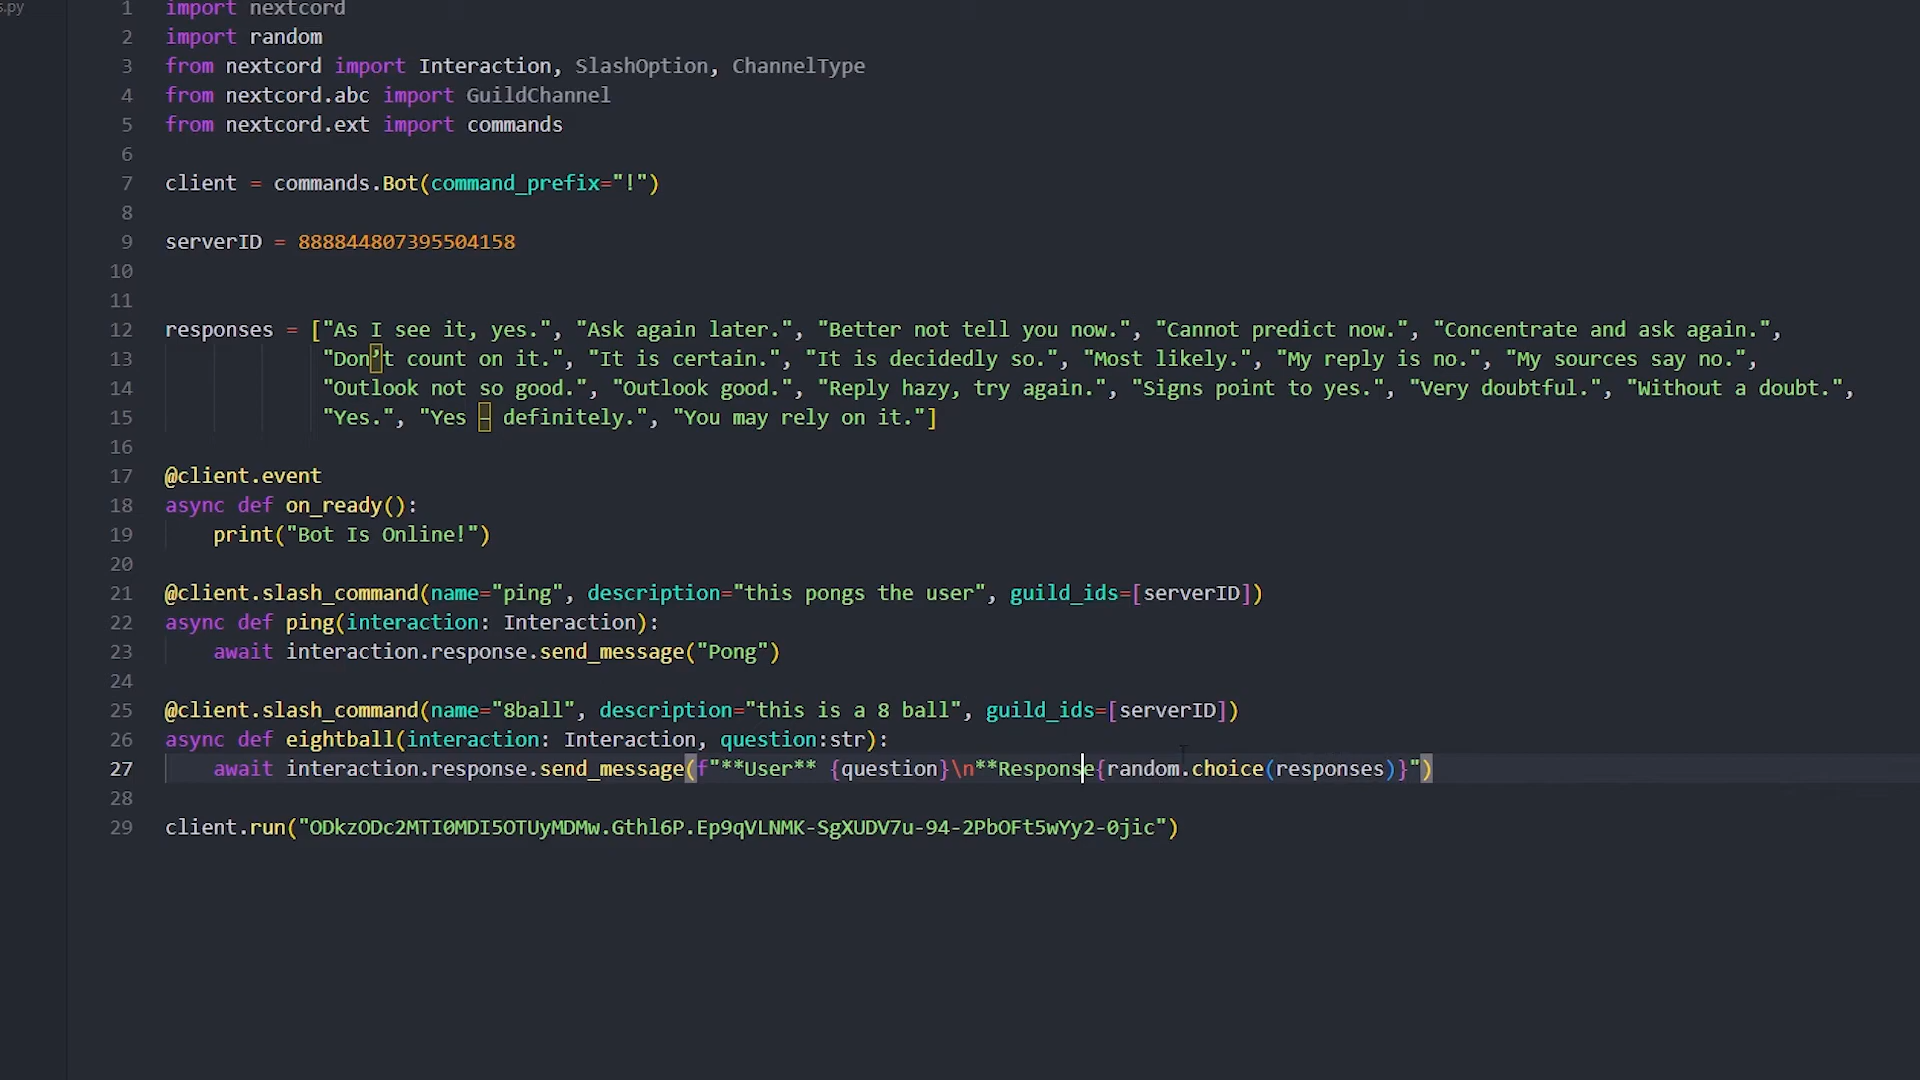 s.py
1 import nextcord
2 import random
3 from nextcord import Interaction, SlashOption, ChannelType
4 from nextcord.abc import GuildChannel
5 from nextcord.ext import commands
6
7 client = commands.Bot(command_prefix="!")
8
9 serverID = 888844807395504158
10
11
12 responses = ["As I see it, yes.", "Ask again later.", "Better not tell you now.", "Cannot predict now.", "Concentrate and ask again.",
13 "Don’t count on it.", "It is certain.", "It is decidedly so.", "Most likely.", "My reply is no.", "My sources say no.",
14 "Outlook not so good.", "Outlook good.", "Reply hazy, try again.", "Signs point to yes.", "Very doubtful.", "Without a doubt.",
15 "Yes.", "Yes – definitely.", "You may rely on it."]
16
17 @client.event
18 async def on_ready():
19 print("Bot Is Online!")
20
21 @client.slash_command(name="ping", description="this pongs the user", guild_ids=[serverID])
22 async def ping(interaction: Interaction):
23 await interaction.response.send_message("Pong")
24
25 @client.slash_command(name="8ball", description="this is a 8 ball", guild_ids=[serverID])
26 async def eightball(interaction: Interaction, question:str):
27 await interaction.response.send_message(f"**User** {question}\n**Response{random.choice(responses)}")
28
29 client.run("ODkzODc2MTI0MDI5OTUyMDMw.Gthl6P.Ep9qVLNMK-SgXUDV7u-94-2PbOFt5wYy2-0jic")